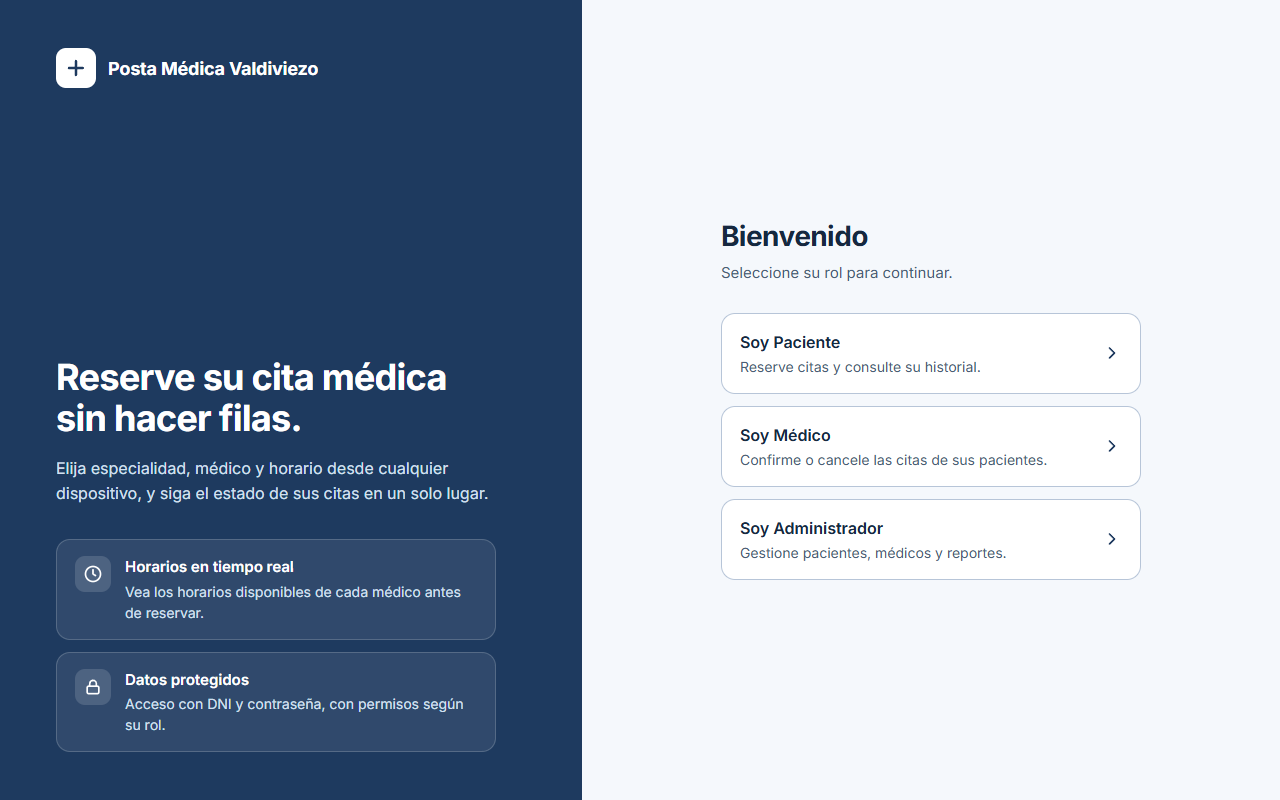 Posta Médica Valdiviezo
Reserve su cita médica
sin hacer filas.
Elija especialidad, médico y horario desde cualquier
dispositivo, y siga el estado de sus citas en un solo lugar.
Horarios en tiempo real
Vea los horarios disponibles de cada médico antes
de reservar.
Datos protegidos
Acceso con DNI y contraseña, con permisos según
su rol.
Bienvenido
Seleccione su rol para continuar.
Soy Paciente
Reserve citas y consulte su historial.
Soy Médico
Confirme o cancele las citas de sus pacientes.
Soy Administrador
Gestione pacientes, médicos y reportes.